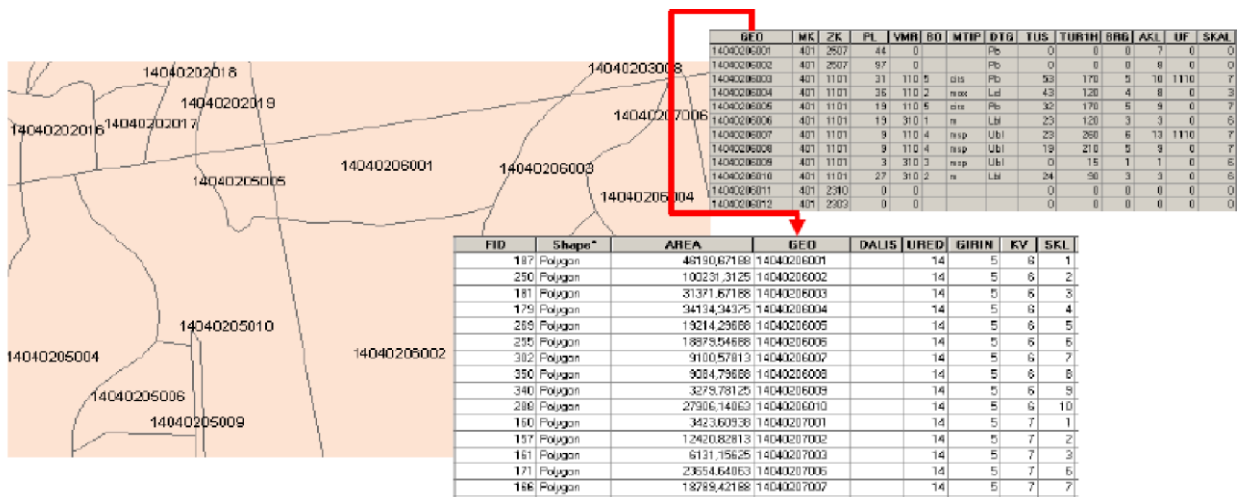 14040202018
14040202019
14040202016
14040202017
14040203008
14040207006
14040206001
14040206003
14040205005
14040206004
14040205010
14040205004
14040206002
14040205006
14040205009
GEO MK ZK PL VMR BO MTIP DTG TUS TUR1H BRG AKL UF SKAL
14040206001 401 2507 44 0 Pb 0 0 0 7 0 0
14040206002 401 2507 97 0 Pb 0 0 0 8 0 0
14040206003 401 1101 31 110 5 cirs Pb 53 170 5 10 1110 7
14040206004 401 1101 36 110 2 mox Lcl 43 120 4 8 0 3
14040206005 401 1101 19 110 5 cirs Pb 32 170 5 9 0 7
14040206006 401 1101 19 310 1 m Lbl 23 120 3 3 0 6
14040206007 401 1101 9 110 4 msp Ubl 23 260 6 13 1110 7
14040206008 401 1101 9 110 4 msp Ubl 19 210 5 9 0 7
14040206009 401 1101 3 310 3 msp Ubl 0 15 1 1 0 6
14040206010 401 1101 27 310 2 m Lbl 24 90 3 3 0 6
14040206011 401 2310 0 0 0 0 0 0 0 0
14040206012 401 2303 0 0 0 0 0 0 0 0
FID Shape* AREA GEO DALIS URED GIRIN KV SKL
187 Polygon 46190,67188 14040206001 14 5 6 1
250 Polygon 100231,3125 14040206002 14 5 6 2
181 Polygon 31371,67188 14040206003 14 5 6 3
179 Polygon 34134,34375 14040206004 14 5 6 4
269 Polygon 19214,29688 14040206005 14 5 6 5
255 Polygon 18879,54688 14040206006 14 5 6 6
302 Polygon 9100,57813 14040206007 14 5 6 7
350 Polygon 9084,79688 14040206008 14 5 6 8
340 Polygon 3279,78125 14040206009 14 5 6 9
288 Polygon 27906,14063 14040206010 14 5 6 10
160 Polygon 3423,60938 14040207001 14 5 7 1
157 Polygon 12420,82813 14040207002 14 5 7 2
161 Polygon 6131,15625 14040207003 14 5 7 3
171 Polygon 23654,64063 14040207006 14 5 7 6
166 Polygon 18789,42188 14040207007 14 5 7 7